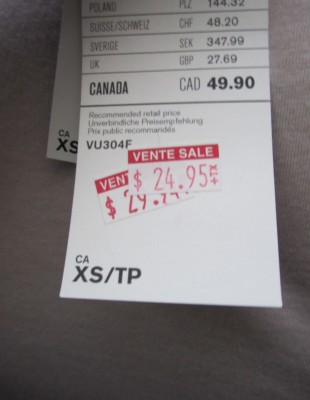 POLAND PLZ 144.32
SUISSE/SCHWEIZ CHF 48.20
SVERIGE SEK 347.99
UK GBP 27.69
CANADA CAD 49.90
Recommended retail price
Unverbindliche Preisempfehlung
Prix public recommandés
VU304F
VENTE SALE
$ 24.95
CA
XS/TP
CA
XS